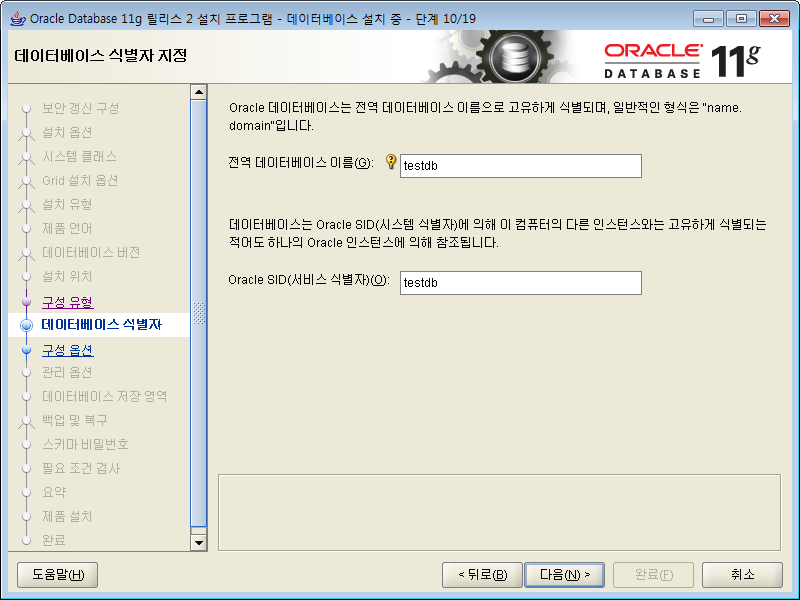 Oracle Database 11g 릴리스 2 설치 프로그램 - 데이터베이스 설치 중 - 단계 10/19
데이터베이스 식별자 지정
ORACLE
DATABASE 11g
보안 갱신 구성
설치 옵션
시스템 클래스
Grid 설치 옵션
설치 유형
제품 언어
데이터베이스 버전
설치 위치
구성 유형
데이터베이스 식별자
구성 옵션
관리 옵션
데이터베이스 저장 영역
백업 및 복구
스키마 비밀번호
필요 조건 검사
요약
제품 설치
완료
Oracle 데이터베이스는 전역 데이터베이스 이름으로 고유하게 식별되며, 일반적인 형식은 "name.
domain"입니다.
전역 데이터베이스 이름(G): testdb
데이터베이스는 Oracle SID(시스템 식별자)에 의해 이 컴퓨터의 다른 인스턴스와는 고유하게 식별되는
적어도 하나의 Oracle 인스턴스에 의해 참조됩니다.
Oracle SID(서비스 식별자)(O): testdb
도움말(H) < 뒤로(B) 다음(N) > 완료(F) 취소